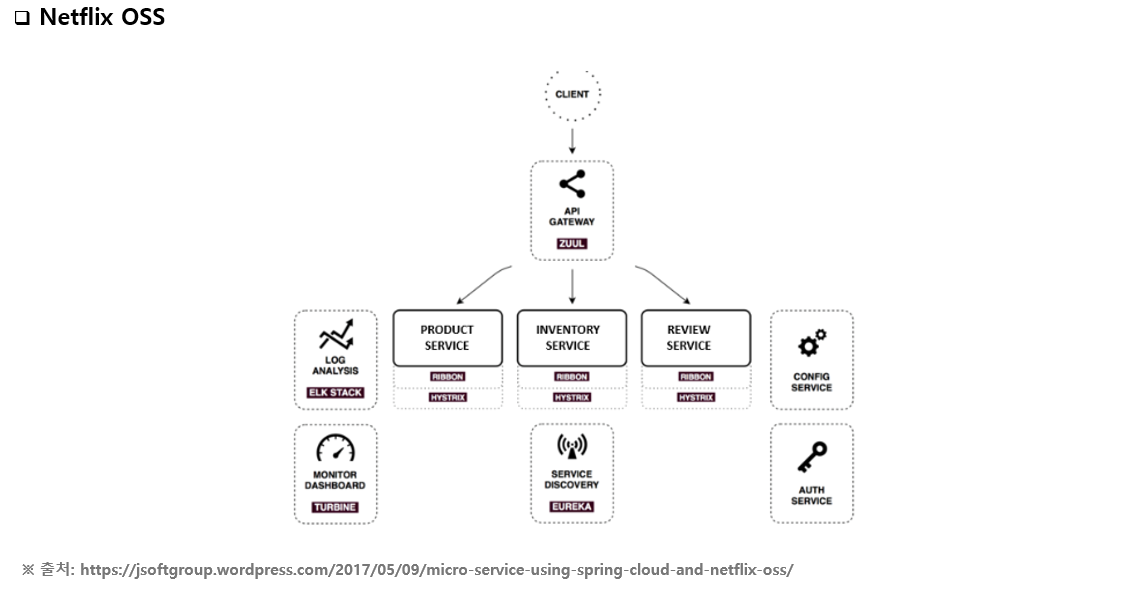 ❑ Netflix OSS
CLIENT
API
GATEWAY
ZUUL
LOG
ANALYSIS
ELK STACK
PRODUCT
SERVICE
RIBBON
HYSTRIX
INVENTORY
SERVICE
RIBBON
HYSTRIX
REVIEW
SERVICE
RIBBON
HYSTRIX
CONFIG
SERVICE
MONITOR
DASHBOARD
TURBINE
SERVICE
DISCOVERY
EUREKA
AUTH
SERVICE
※ 출처: https://jsoftgroup.wordpress.com/2017/05/09/micro-service-using-spring-cloud-and-netflix-oss/